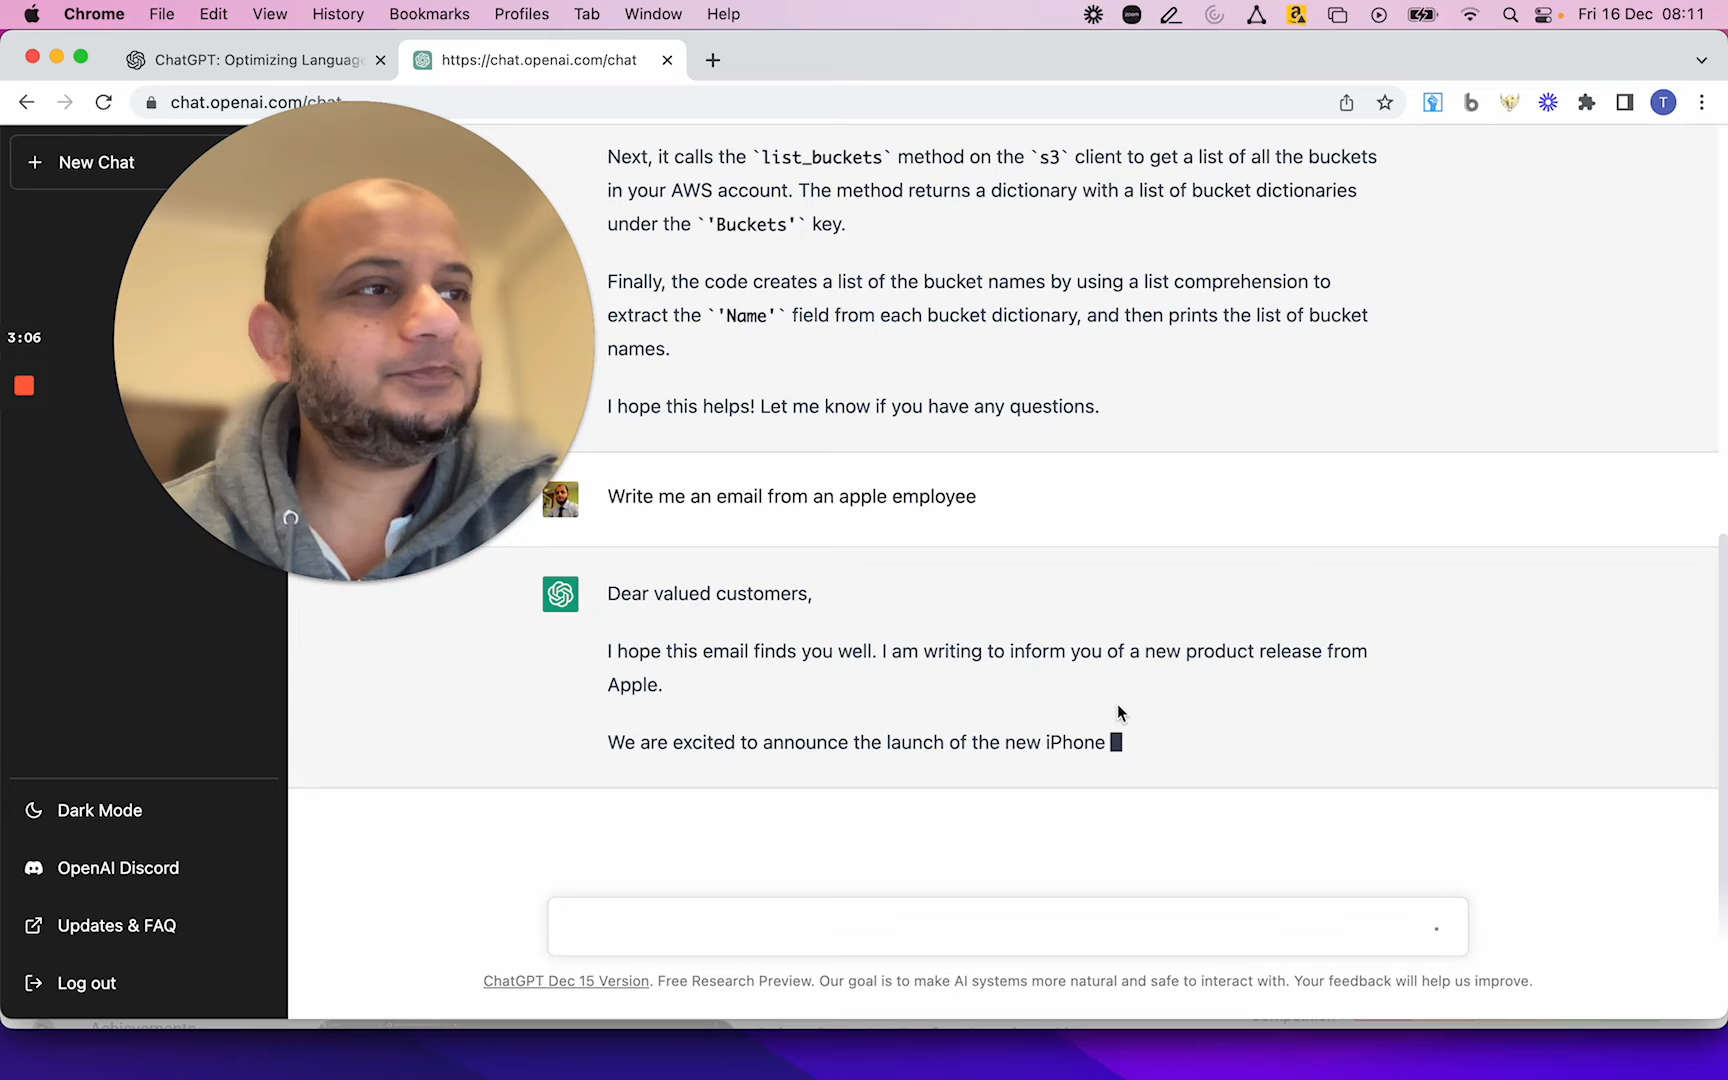 Chrome File Edit View History Bookmarks Profiles Tab Window Help
zoom
a
Fri 16 Dec 08:11
ChatGPT: Optimizing Language
https://chat.openai.com/chat
chat.openai.com/chat
b
T
New Chat
3:06
Next, it calls the `list_buckets` method on the `s3` client to get a list of all the buckets
in your AWS account. The method returns a dictionary with a list of bucket dictionaries
under the `'Buckets'` key.
Finally, the code creates a list of the bucket names by using a list comprehension to
extract the `'Name'` field from each bucket dictionary, and then prints the list of bucket
names.
I hope this helps! Let me know if you have any questions.
Write me an email from an apple employee
Dear valued customers,
I hope this email finds you well. I am writing to inform you of a new product release from
Apple.
We are excited to announce the launch of the new iPhone
Dark Mode
OpenAI Discord
Updates & FAQ
Log out
ChatGPT Dec 15 Version. Free Research Preview. Our goal is to make AI systems more natural and safe to interact with. Your feedback will help us improve.
Achievements